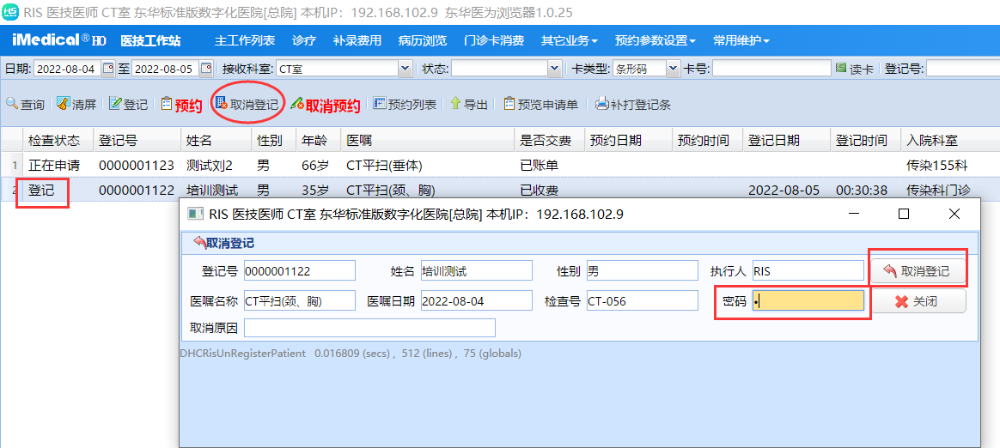 RIS 医技医师 CT室 东华标准版数字化医院[总院] 本机IP：192.168.102.9 东华医为浏览器1.0.25
iMedical® HO 医技工作站 主工作列表 诊疗 补录费用 病历浏览 门诊卡消费 其它业务 预约参数设置 常用维护
日期: 2022-08-04 至 2022-08-05 接收科室: CT室 状态: 卡类型: 条形码 卡号: 读卡 登记号:
查询 清屏 登记 预约 取消登记 取消预约 预约列表 导出 预览申请单 补打登记条
检查状态 登记号 姓名 性别 年龄 医嘱 是否交费 预约日期 预约时间 登记日期 登记时间 入院科室
1 正在申请 0000001123 测试刘2 男 66岁 CT平扫(垂体) 已账单 传染155科
2 登记 0000001122 培训测试 男 35岁 CT平扫(颈、胸) 已收费 2022-08-05 00:30:38 传染科门诊
RIS 医技医师 CT室 东华标准版数字化医院[总院] 本机IP：192.168.102.9
取消登记
登记号 0000001122 姓名 培训测试 性别 男 执行人 RIS 取消登记
医嘱名称 CT平扫(颈、胸) 医嘱日期 2022-08-04 检查号 CT-056 密码 • 关闭
取消原因
DHCRisUnRegisterPatient 0.016809 (secs) , 512 (lines) , 75 (globals)